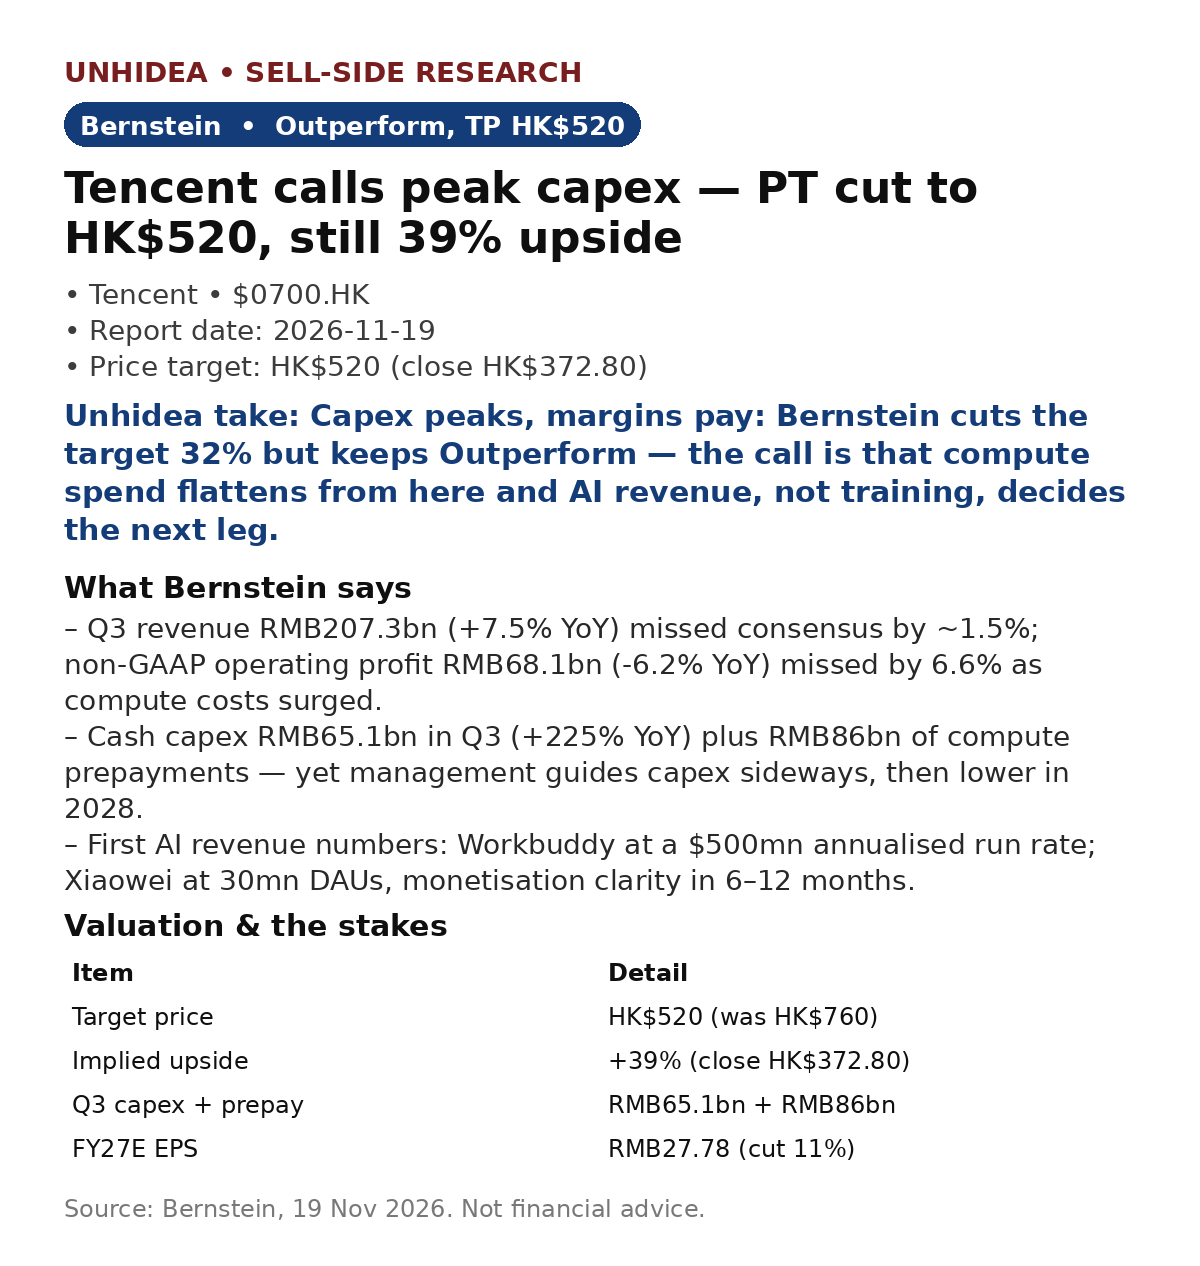 UNHIDEA • SELL-SIDE RESEARCH
Bernstein • Outperform, TP HK$520
Tencent calls peak capex — PT cut to
HK$520, still 39% upside
• Tencent • $0700.HK
• Report date: 2026-11-19
• Price target: HK$520 (close HK$372.80)
Unhidea take: Capex peaks, margins pay: Bernstein cuts the
target 32% but keeps Outperform — the call is that compute
spend flattens from here and AI revenue, not training, decides
the next leg.
What Bernstein says
– Q3 revenue RMB207.3bn (+7.5% YoY) missed consensus by ~1.5%;
non-GAAP operating profit RMB68.1bn (-6.2% YoY) missed by 6.6% as
compute costs surged.
– Cash capex RMB65.1bn in Q3 (+225% YoY) plus RMB86bn of compute
prepayments — yet management guides capex sideways, then lower in
2028.
– First AI revenue numbers: Workbuddy at a $500mn annualised run rate;
Xiaowei at 30mn DAUs, monetisation clarity in 6–12 months.
Valuation & the stakes
Item Detail
Target price HK$520 (was HK$760)
Implied upside +39% (close HK$372.80)
Q3 capex + prepay RMB65.1bn + RMB86bn
FY27E EPS RMB27.78 (cut 11%)
Source: Bernstein, 19 Nov 2026. Not financial advice.